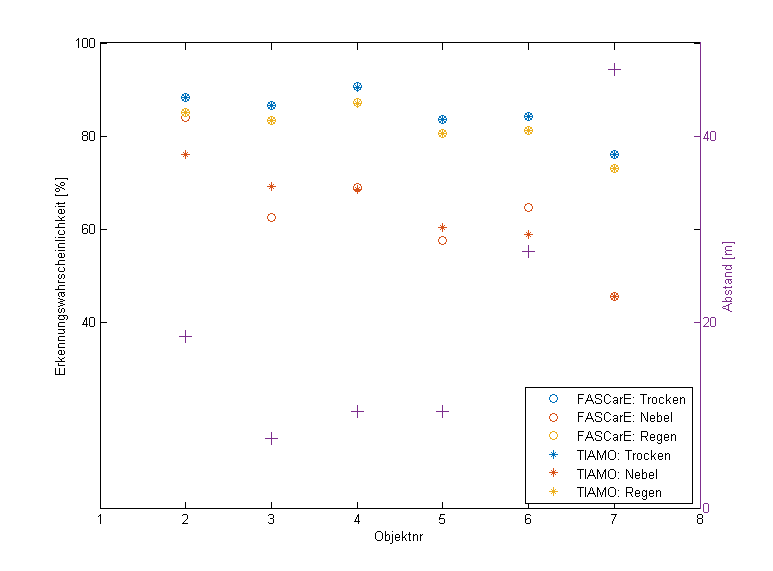 100
80
60
40
40
20
0
Erkennungswahrscheinlichkeit [%]
Abstand [m]
FASCarE: Trocken
FASCarE: Nebel
FASCarE: Regen
TIAMO: Trocken
TIAMO: Nebel
TIAMO: Regen
1 2 3 4 5 6 7 8
Objektnr